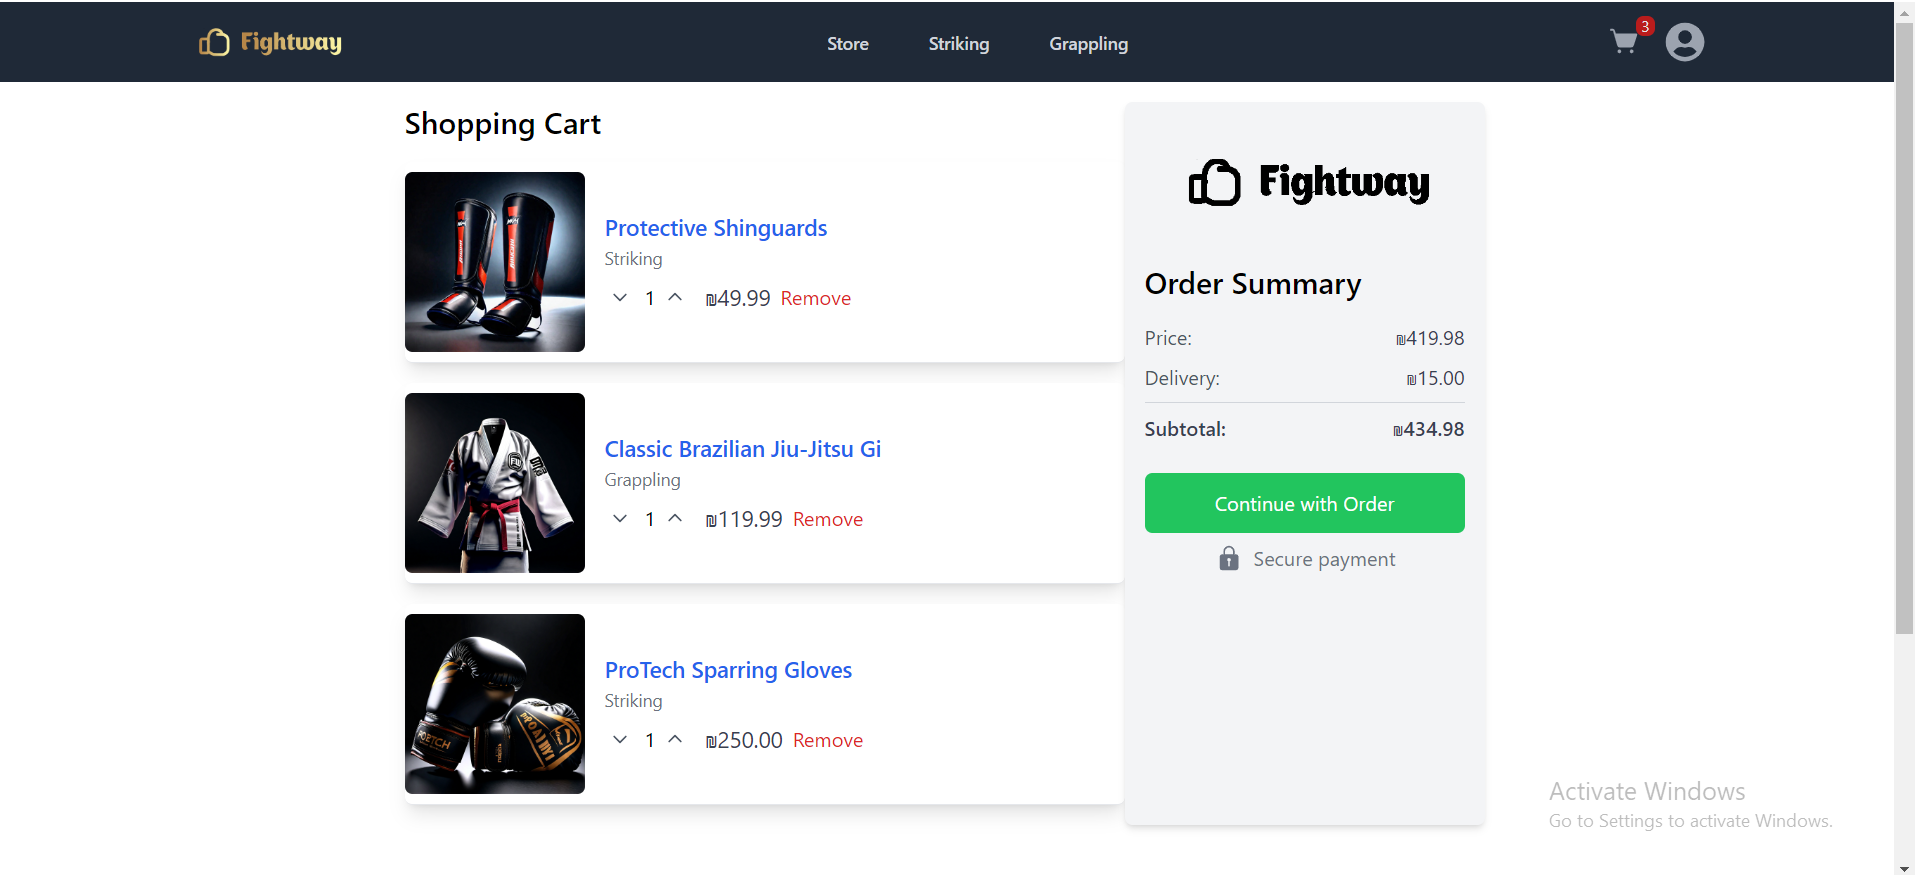 Fightway
Store
Striking
Grappling
3
Shopping Cart
Protective Shinguards
Striking
1
₪49.99
Remove
Classic Brazilian Jiu-Jitsu Gi
Grappling
1
₪119.99
Remove
ProTech Sparring Gloves
Striking
1
₪250.00
Remove
Fightway
Order Summary
Price: ₪419.98
Delivery: ₪15.00
Subtotal: ₪434.98
Continue with Order
Secure payment
Activate Windows
Go to Settings to activate Windows.